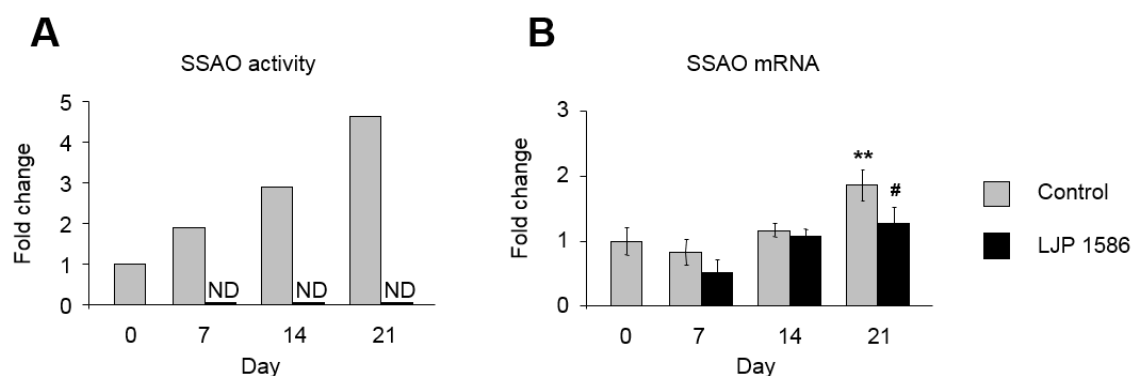 A
SSAO activity
Fold change
5
4
3
2
1
0
ND
ND
ND
0 7 14 21
Day
B
SSAO mRNA
Fold change
3
2
1
0
**
#
0 7 14 21
Day
Control
LJP 1586